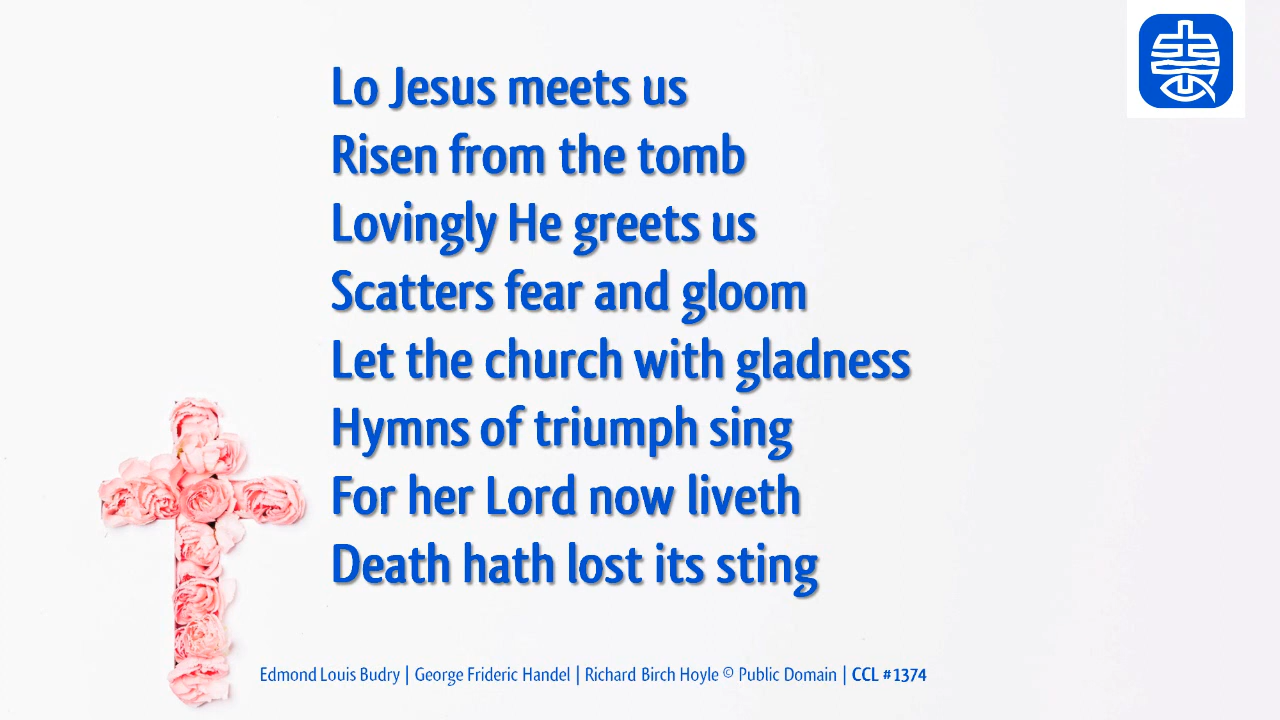 Lo Jesus meets us
Risen from the tomb
Lovingly He greets us
Scatters fear and gloom
Let the church with gladness
Hymns of triumph sing
For her Lord now liveth
Death hath lost its sting
Edmond Louis Budry | George Frideric Handel | Richard Birch Hoyle © Public Domain | CCL #1374